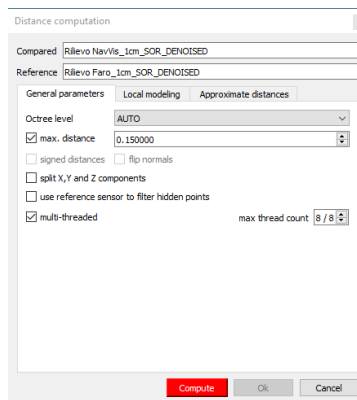 Distance computation
Compared Rilievo NavVis_1cm_SOR_DENOISED
Reference Rilievo Faro_1cm_SOR_DENOISED
General parameters Local modeling Approximate distances
Octree level AUTO
max. distance 0.150000
signed distances flip normals
split X,Y and Z components
use reference sensor to filter hidden points
multi-threaded max thread count 8 / 8
Compute Ok Cancel